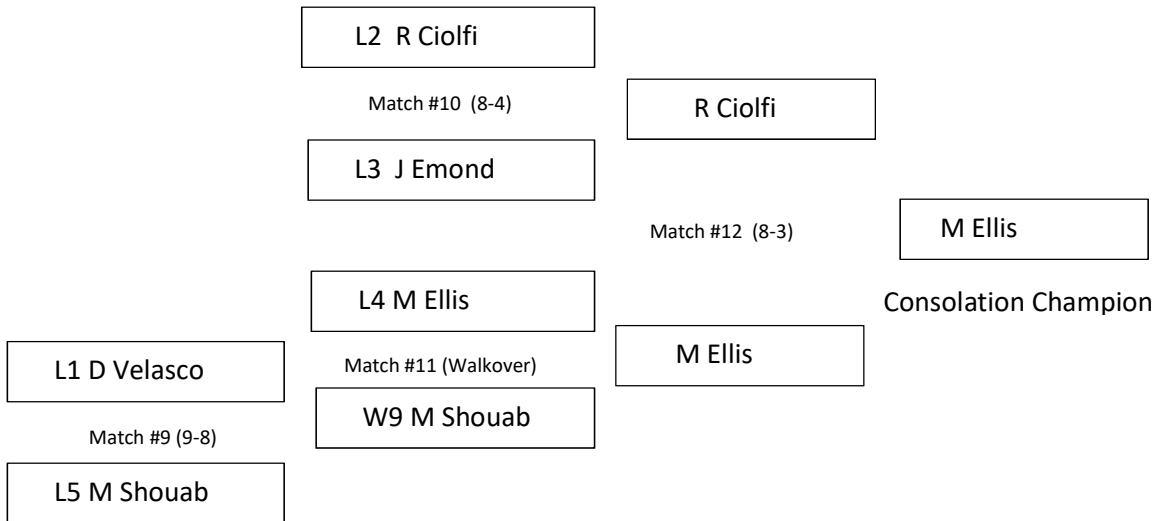 L2  R Ciolfi
Match #10  (8-4)
R Ciolfi
L3  J Emond
Match #12  (8-3)
M Ellis
L4 M Ellis
Consolation Champion
M Ellis
L1 D Velasco
Match #11 (Walkover)
W9 M Shouab
Match #9 (9-8)
L5 M Shouab